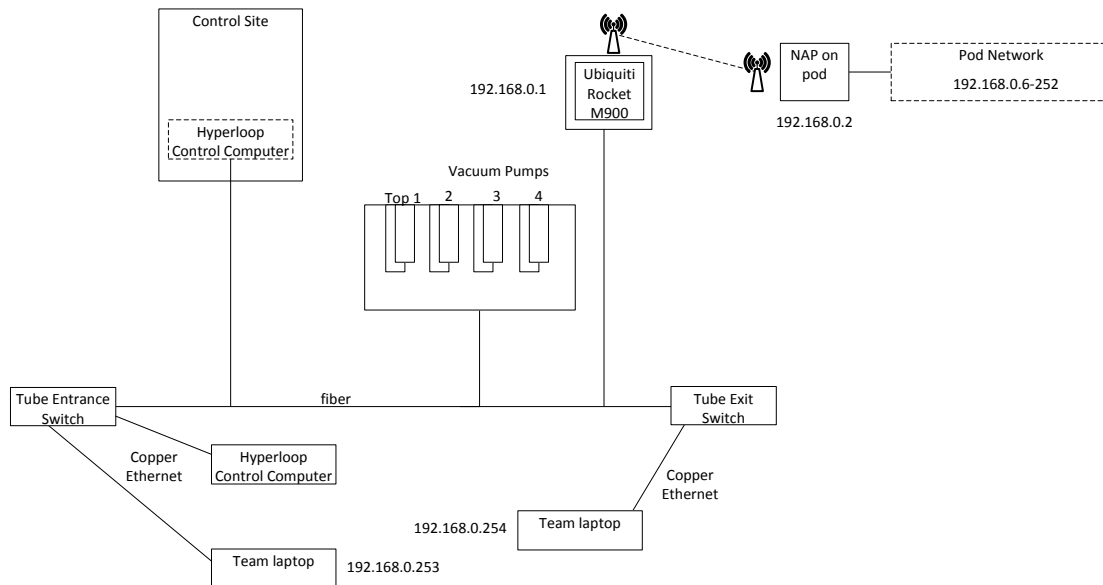 Control Site
Hyperloop
Control Computer
192.168.0.1
Ubiquiti
Rocket
M900
NAP on
pod
192.168.0.2
Pod Network
192.168.0.6-252
Vacuum Pumps
Top 1 2 3 4
Tube Entrance
Switch
fiber
Tube Exit
Switch
Copper
Ethernet
Hyperloop
Control Computer
Copper
Ethernet
192.168.0.254
Team laptop
Team laptop
192.168.0.253